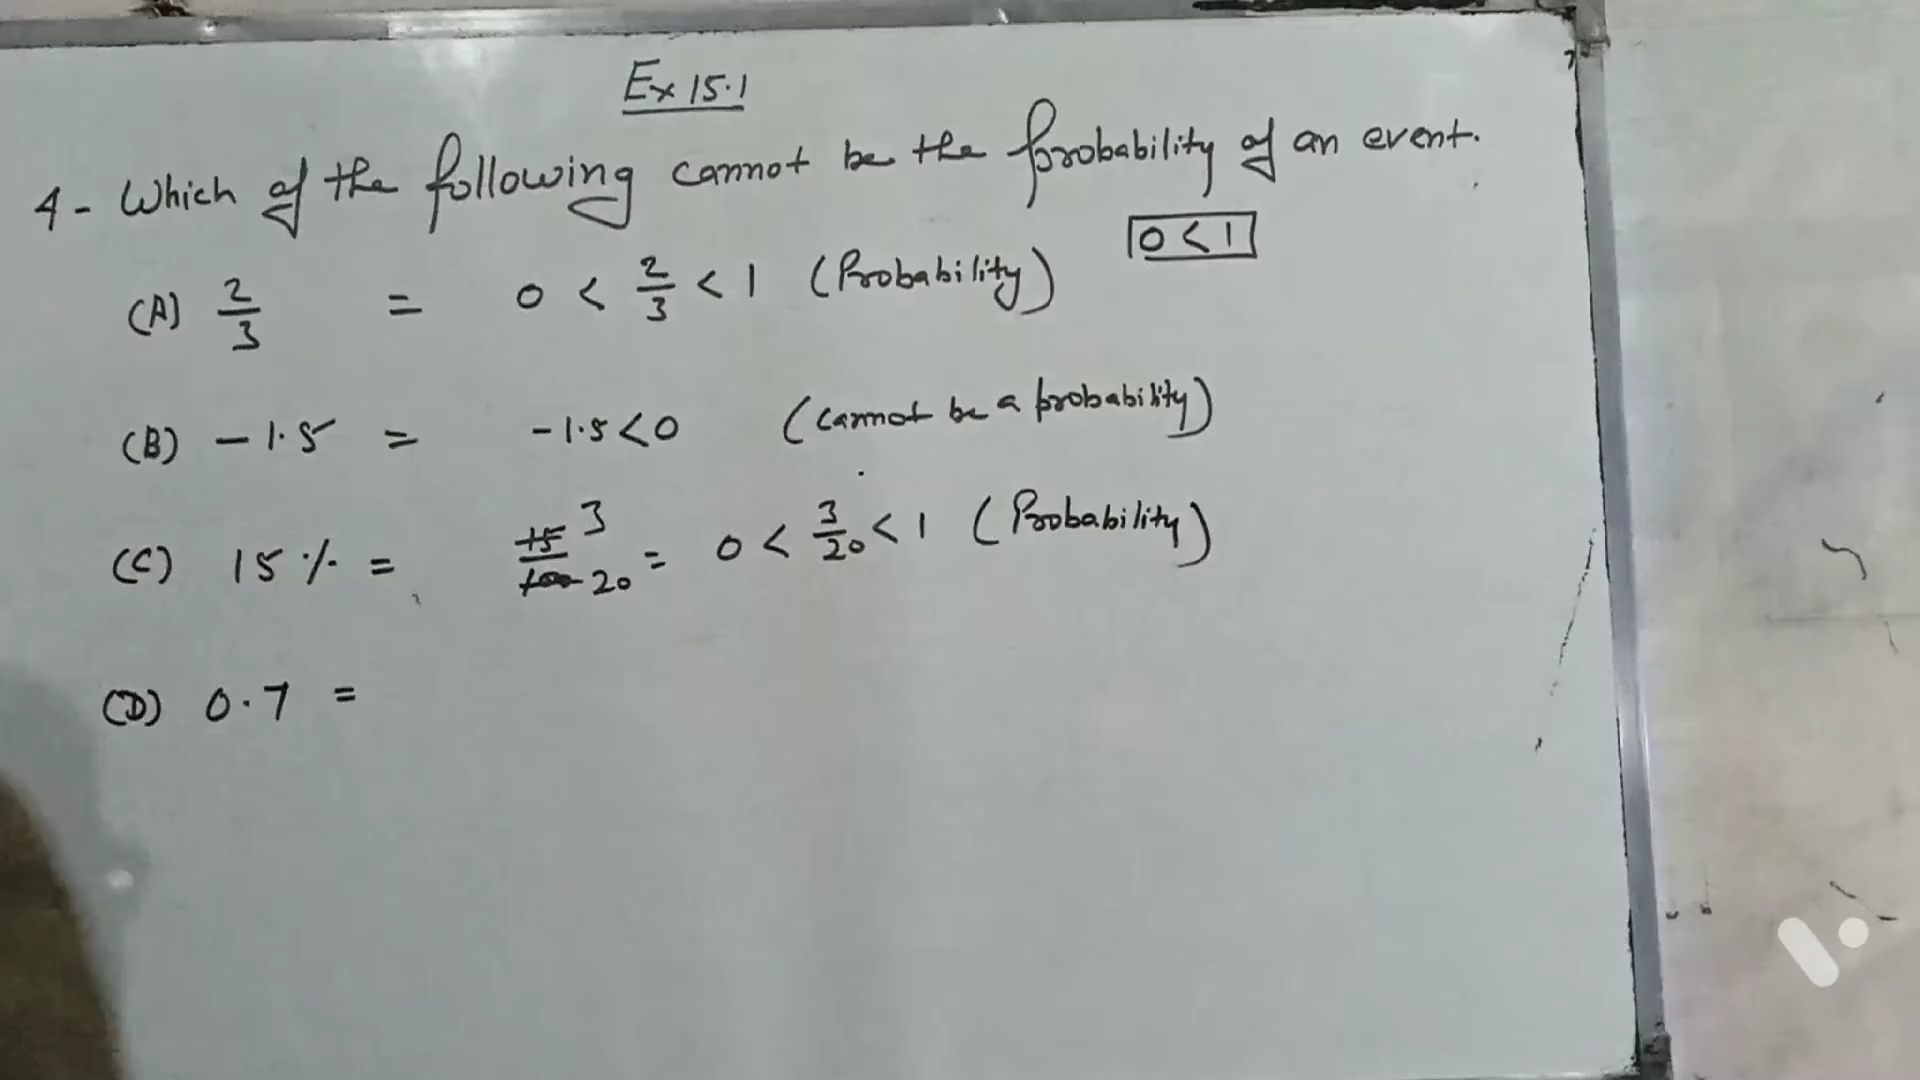 Ex 15.1
4- Which of the following cannot be the probability of an event.
0 < 1
(A) 2/3 = 0 < 2/3 < 1 (Probability)
(B) -1.5 = -1.5 < 0 (cannot be a probability)
(C) 15% = 15/100 3/20 = 0 < 3/20 < 1 (Probability)
(D) 0.7 =